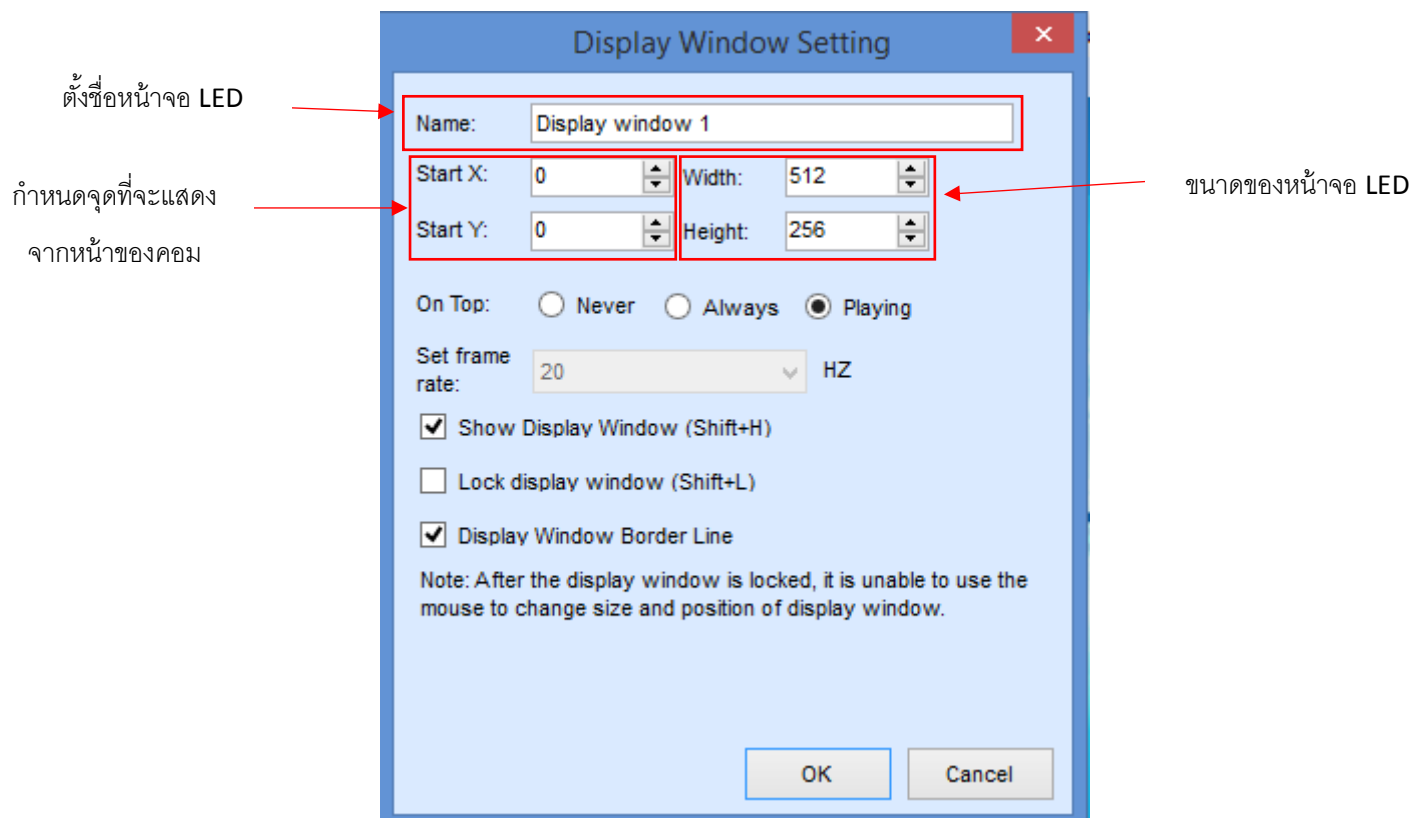 Display Window Setting
ตั้งชื่อหน้าจอ LED
Name: Display window 1
กำหนดจุดที่จะแสดง
จากหน้าของคอม
Start X: 0 Width: 512
Start Y: 0 Height: 256
ขนาดของหน้าจอ LED
On Top: Never Always Playing
Set frame
rate: 20 HZ
Show Display Window (Shift+H)
Lock display window (Shift+L)
Display Window Border Line
Note: After the display window is locked, it is unable to use the
mouse to change size and position of display window.
OK Cancel